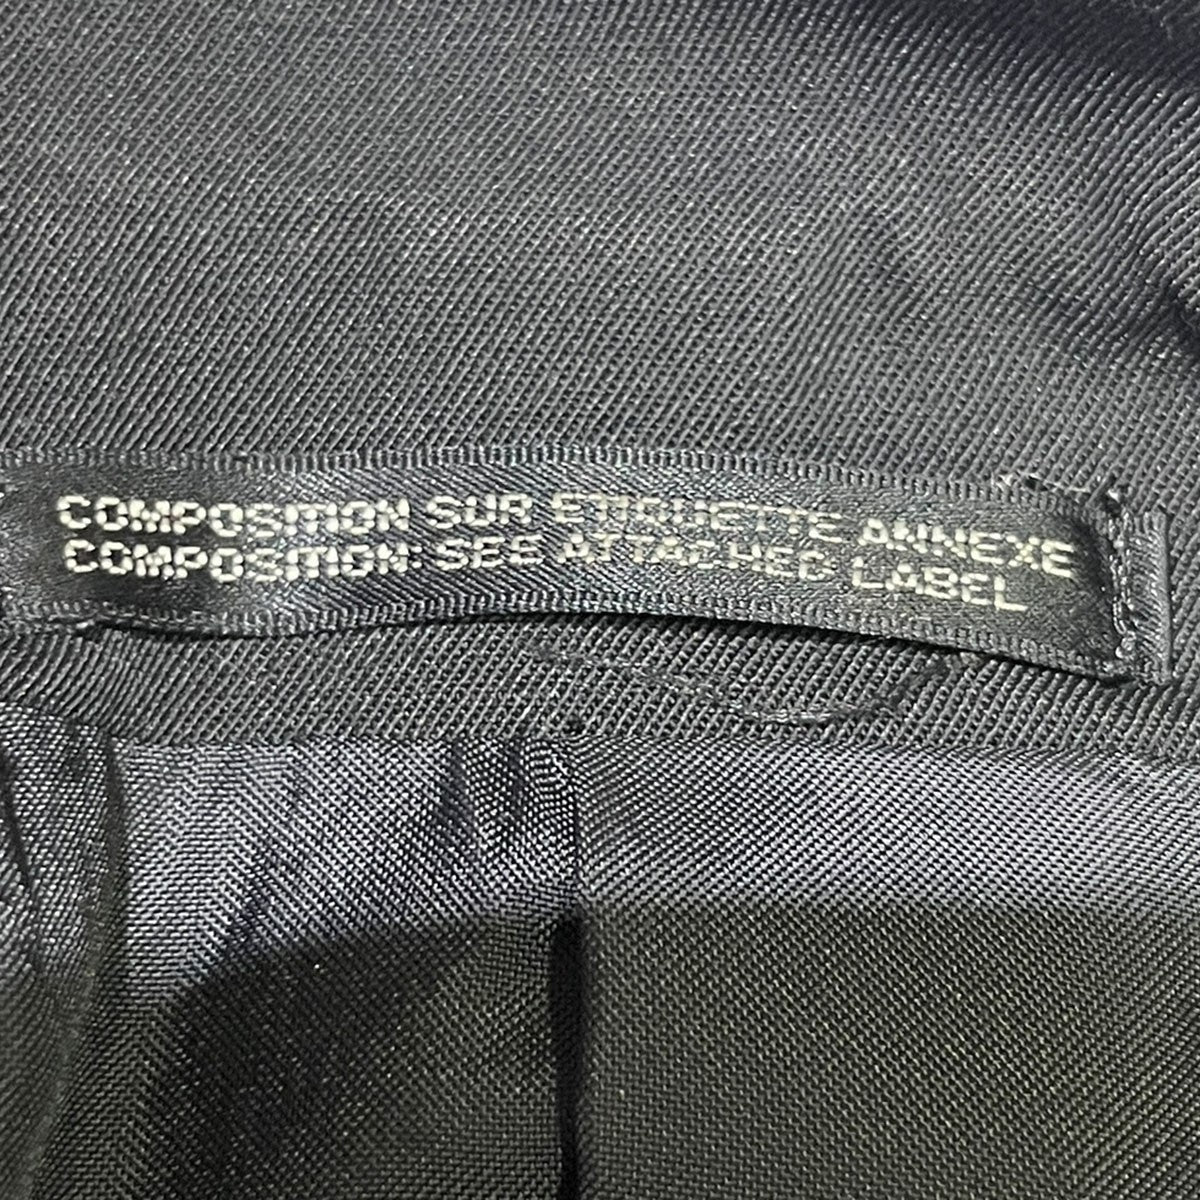 COMPOSITION SUR ETIQUETTE ANNEXE
COMPOSITION: SEE ATTACHED LABEL